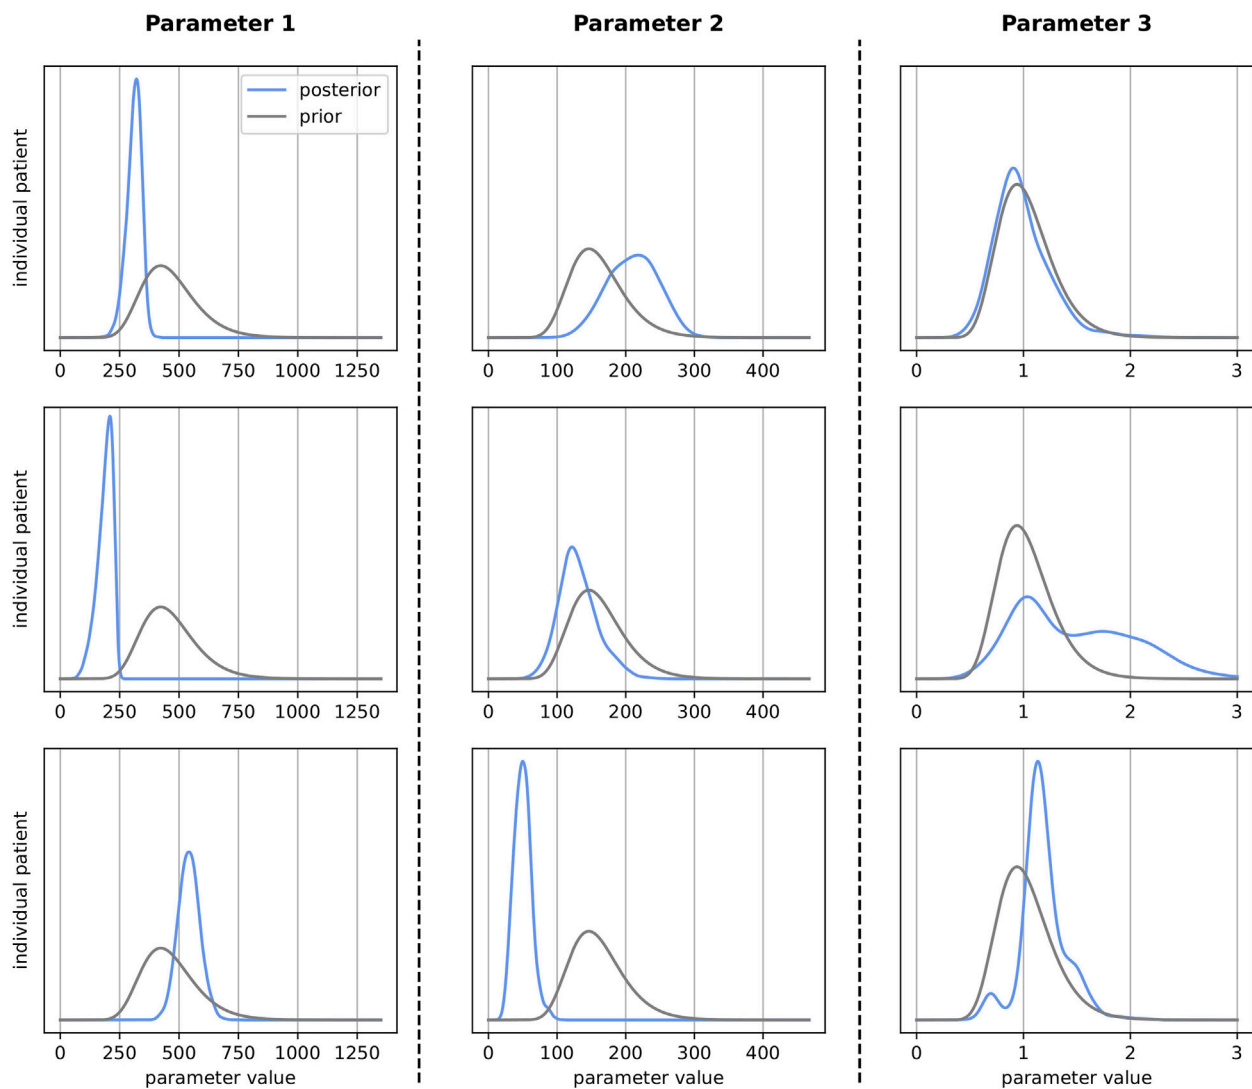 Parameter 1
Parameter 2
Parameter 3
individual patient
posterior
prior
0 250 500 750 1000 1250
0 100 200 300 400
0 1 2 3
individual patient
0 250 500 750 1000 1250
0 100 200 300 400
0 1 2 3
individual patient
0 250 500 750 1000 1250
0 100 200 300 400
0 1 2 3
parameter value
parameter value
parameter value